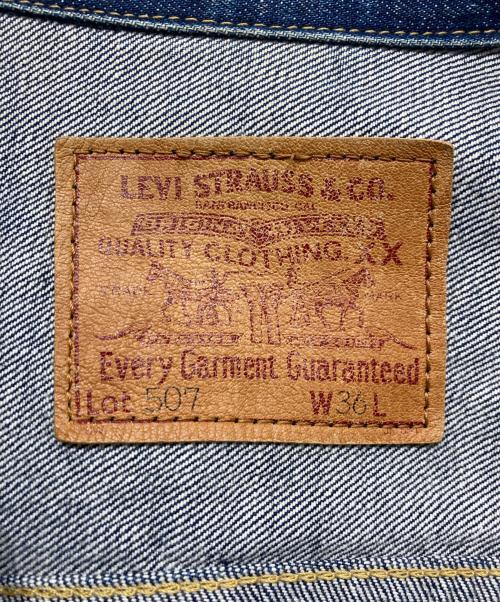 LEVI STRAUSS & CO.
SAN FRANCISCO, CAL.
QUALITY CLOTHING. XX
TRADE MARK
Every Garment Guaranteed
Lot 507 W 36 L